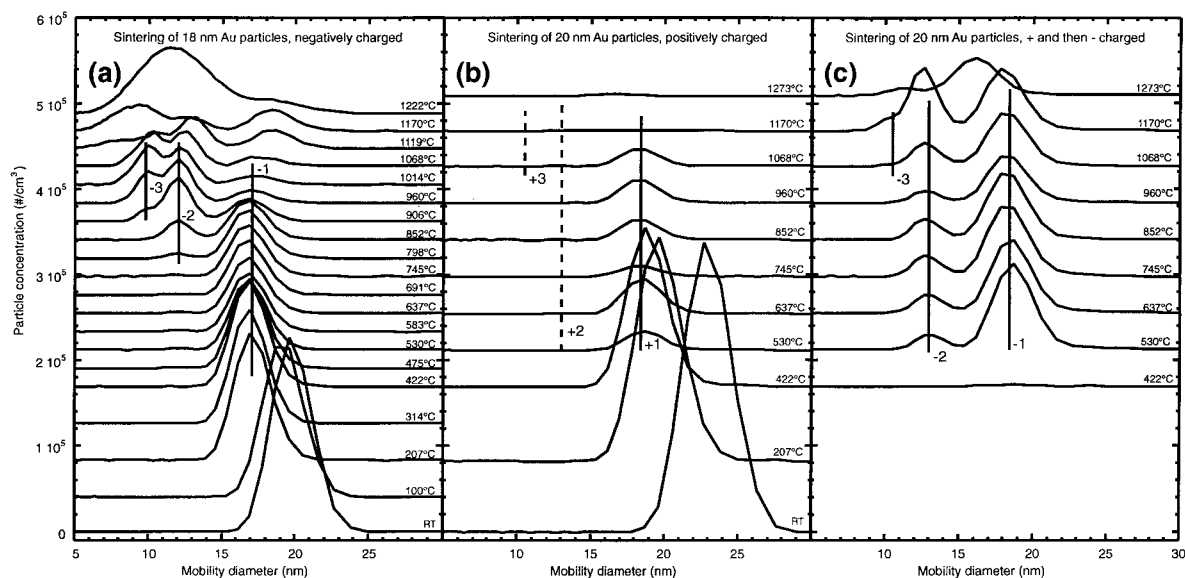 Sintering of 18 nm Au particles, negatively charged
(a)
1222°C
1170°C
1119°C
1068°C
1014°C
960°C
906°C
852°C
798°C
745°C
691°C
637°C
583°C
530°C
475°C
422°C
314°C
207°C
100°C
RT
-1
-2
-3
Particle concentration (#/cm³)
6 10⁵
5 10⁵
4 10⁵
3 10⁵
2 10⁵
1 10⁵
0
5 10 15 20 25
Mobility diameter (nm)
Sintering of 20 nm Au particles, positively charged
(b)
1273°C
1170°C
1068°C
960°C
852°C
745°C
637°C
530°C
422°C
207°C
RT
+3
+2
+1
10 15 20 25
Mobility diameter (nm)
Sintering of 20 nm Au particles, + and then - charged
(c)
1273°C
1170°C
1068°C
960°C
852°C
745°C
637°C
530°C
422°C
-3
-2
-1
10 15 20 25 30
Mobility diameter (nm)